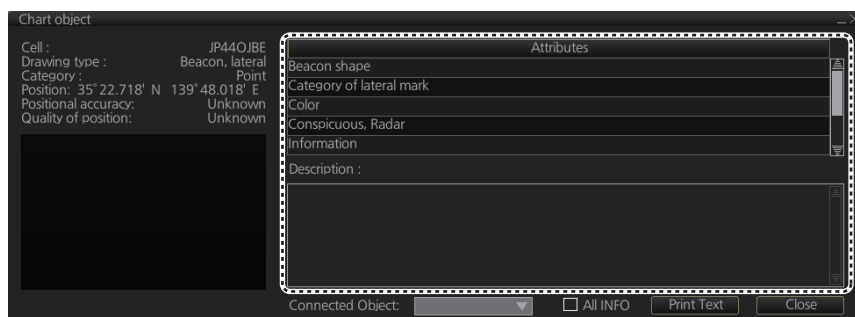 Chart object
Cell : JP44OJBE
Drawing type : Beacon, lateral
Category : Point
Position: 35°22.718' N 139°48.018' E
Positional accuracy: Unknown
Quality of position: Unknown
Attributes
Beacon shape
Category of lateral mark
Color
Conspicuous, Radar
Information
Description :
Connected Object:
All INFO
Print Text
Close